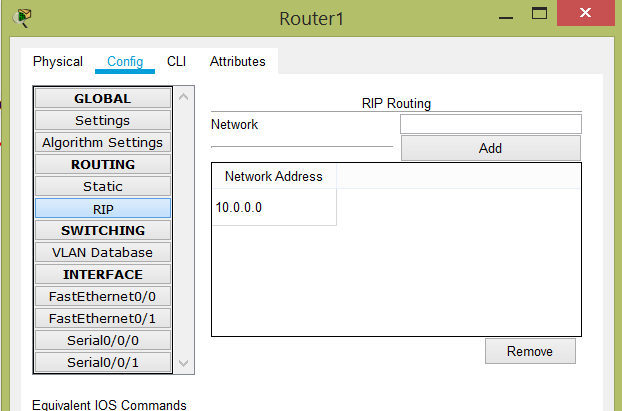 Router1
Physical Config CLI Attributes
GLOBAL
Settings
Algorithm Settings
ROUTING
Static
RIP
SWITCHING
VLAN Database
INTERFACE
FastEthernet0/0
FastEthernet0/1
Serial0/0/0
Serial0/0/1
RIP Routing
Network
Add
Network Address
10.0.0.0
Remove
Equivalent IOS Commands